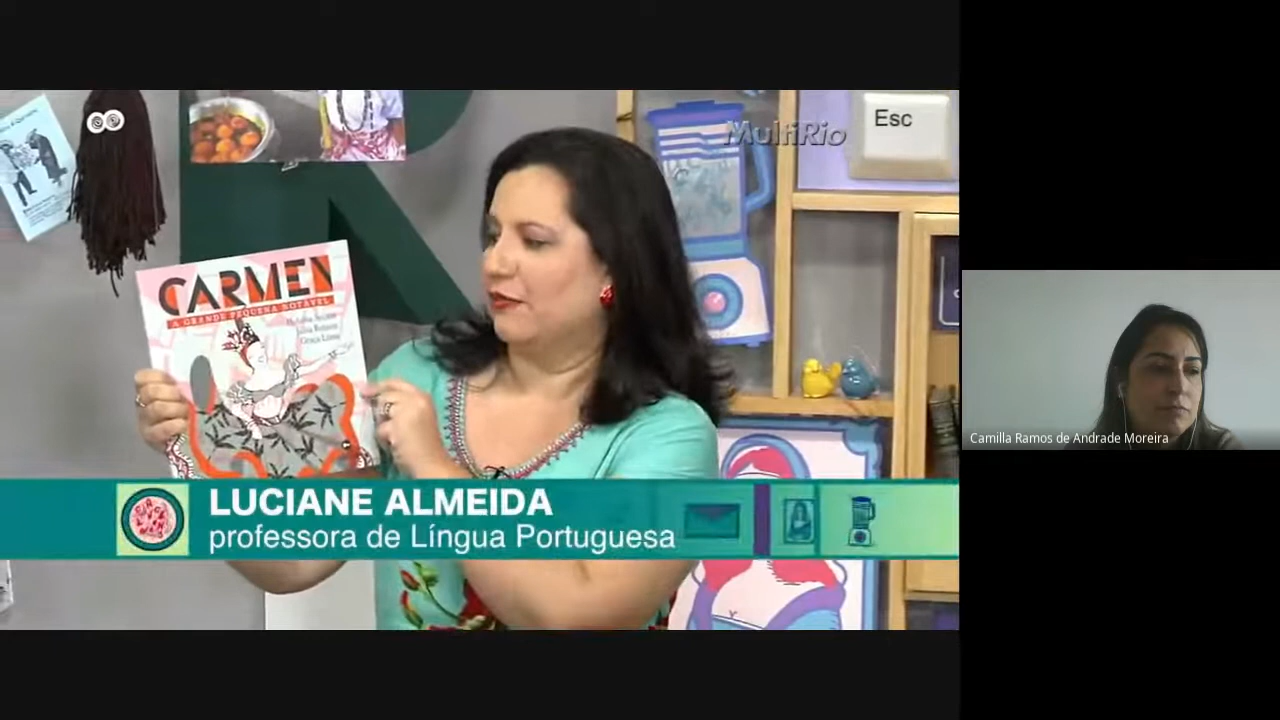 MultiRio
Esc
CARMEN
A GRANDE PEQUENA NOTÁVEL
LUCIANE ALMEIDA
professora de Língua Portuguesa
Camilla Ramos de Andrade Moreira